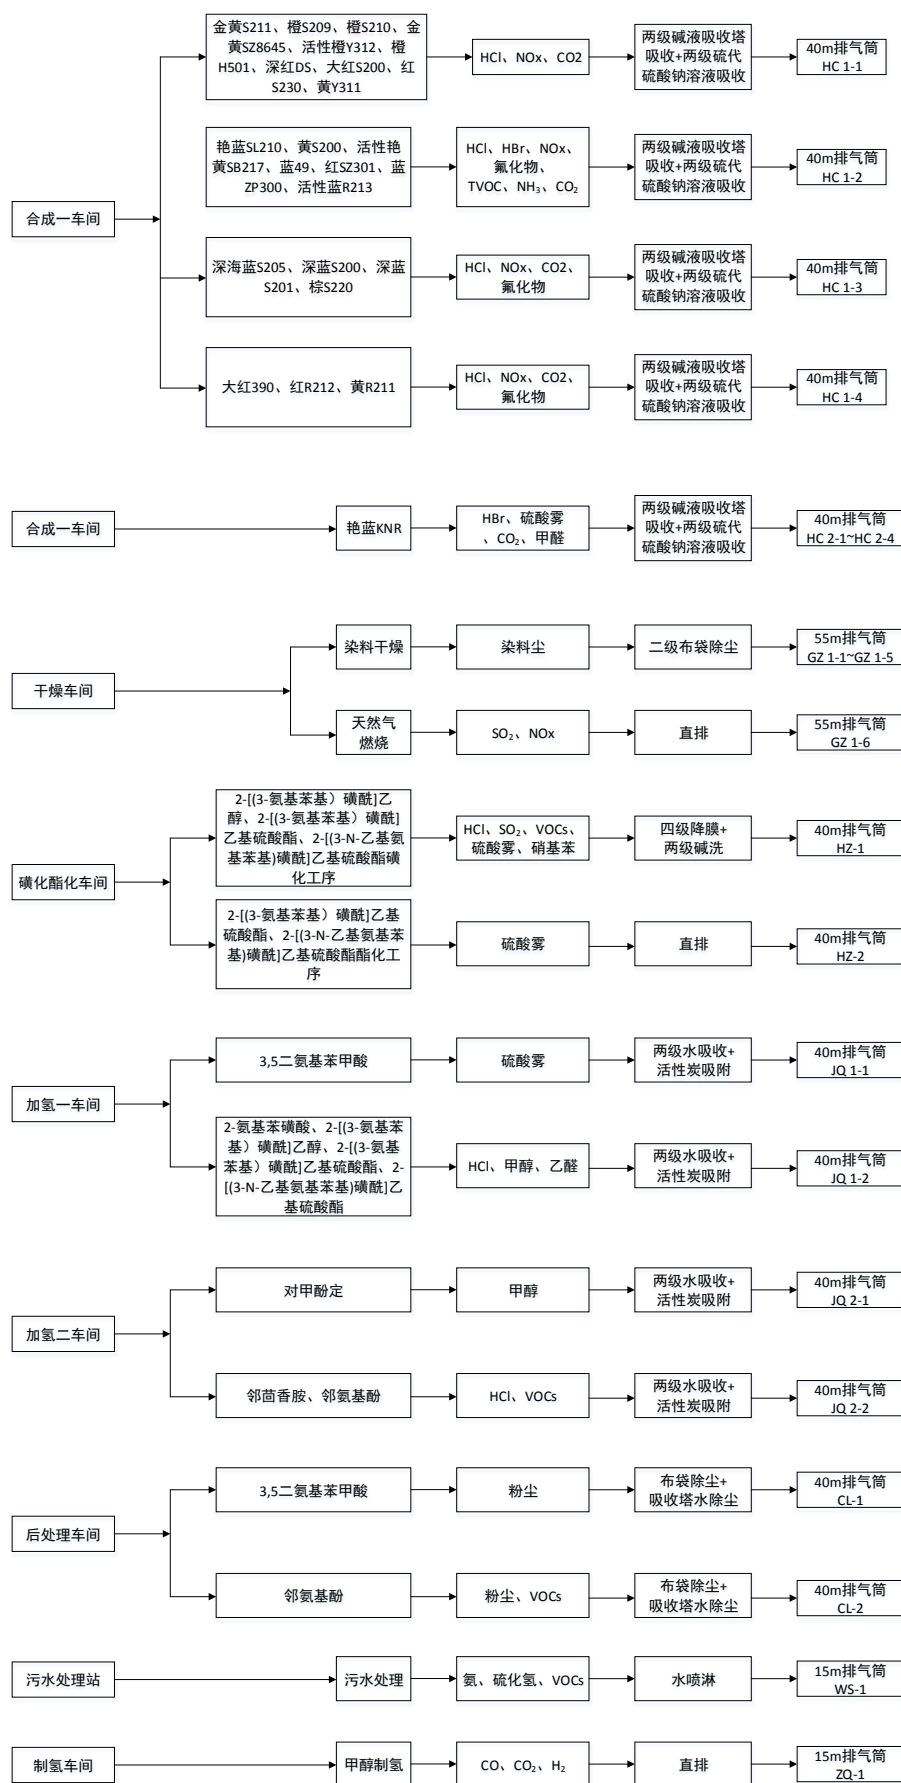 金黄S211、橙S209、橙S210、金
黄SZ8645、活性橙Y312、橙
H501、深红DS、大红S200、红
S230、黄Y311
HCl、NOx、CO2
两级碱液吸收塔
吸收+两级硫代
硫酸钠溶液吸收
40m排气筒
HC 1-1
艳蓝SL210、黄S200、活性艳
黄SB217、蓝49、红SZ301、蓝
ZP300、活性蓝R213
HCl、HBr、NOx、
氟化物、
TVOC、NH₃、CO₂
两级碱液吸收塔
吸收+两级硫代
硫酸钠溶液吸收
40m排气筒
HC 1-2
合成一车间
深海蓝S205、深蓝S200、深蓝
S201、棕S220
HCl、NOx、CO2、
氟化物
两级碱液吸收塔
吸收+两级硫代
硫酸钠溶液吸收
40m排气筒
HC 1-3
大红390、红R212、黄R211
HCl、NOx、CO2、
氟化物
两级碱液吸收塔
吸收+两级硫代
硫酸钠溶液吸收
40m排气筒
HC 1-4
合成一车间
艳蓝KNR
HBr、硫酸雾
、CO₂、甲醛
两级碱液吸收塔
吸收+两级硫代
硫酸钠溶液吸收
40m排气筒
HC 2-1~HC 2-4
干燥车间
染料干燥
染料尘
二级布袋除尘
55m排气筒
GZ 1-1~GZ 1-5
天然气
燃烧
SO₂、NOx
直排
55m排气筒
GZ 1-6
磺化酯化车间
2-[(3-氨基苯基）磺酰]乙
醇、2-[(3-氨基苯基）磺酰]
乙基硫酸酯、2-[(3-N-乙基氨
基苯基)磺酰]乙基硫酸酯磺
化工序
HCl、SO₂、VOCs、
硫酸雾、硝基苯
四级降膜+
两级碱洗
40m排气筒
HZ-1
2-[(3-氨基苯基）磺酰]乙基
硫酸酯、2-[(3-N-乙基氨基苯
基)磺酰]乙基硫酸酯酯化工
序
硫酸雾
直排
40m排气筒
HZ-2
加氢一车间
3,5二氨基苯甲酸
硫酸雾
两级水吸收+
活性炭吸附
40m排气筒
JQ 1-1
2-氨基苯磺酸、2-[(3-氨基苯
基）磺酰]乙醇、2-[(3-氨基
苯基）磺酰]乙基硫酸酯、2-
[(3-N-乙基氨基苯基)磺酰]乙
基硫酸酯
HCl、甲醇、乙醛
两级水吸收+
活性炭吸附
40m排气筒
JQ 1-2
加氢二车间
对甲酚定
甲醇
两级水吸收+
活性炭吸附
40m排气筒
JQ 2-1
邻茴香胺、邻氨基酚
HCl、VOCs
两级水吸收+
活性炭吸附
40m排气筒
JQ 2-2
后处理车间
3,5二氨基苯甲酸
粉尘
布袋除尘+
吸收塔水除尘
40m排气筒
CL-1
邻氨基酚
粉尘、VOCs
布袋除尘+
吸收塔水除尘
40m排气筒
CL-2
污水处理站
污水处理
氨、硫化氢、VOCs
水喷淋
15m排气筒
WS-1
制氢车间
甲醇制氢
CO、CO₂、H₂
直排
15m排气筒
ZQ-1